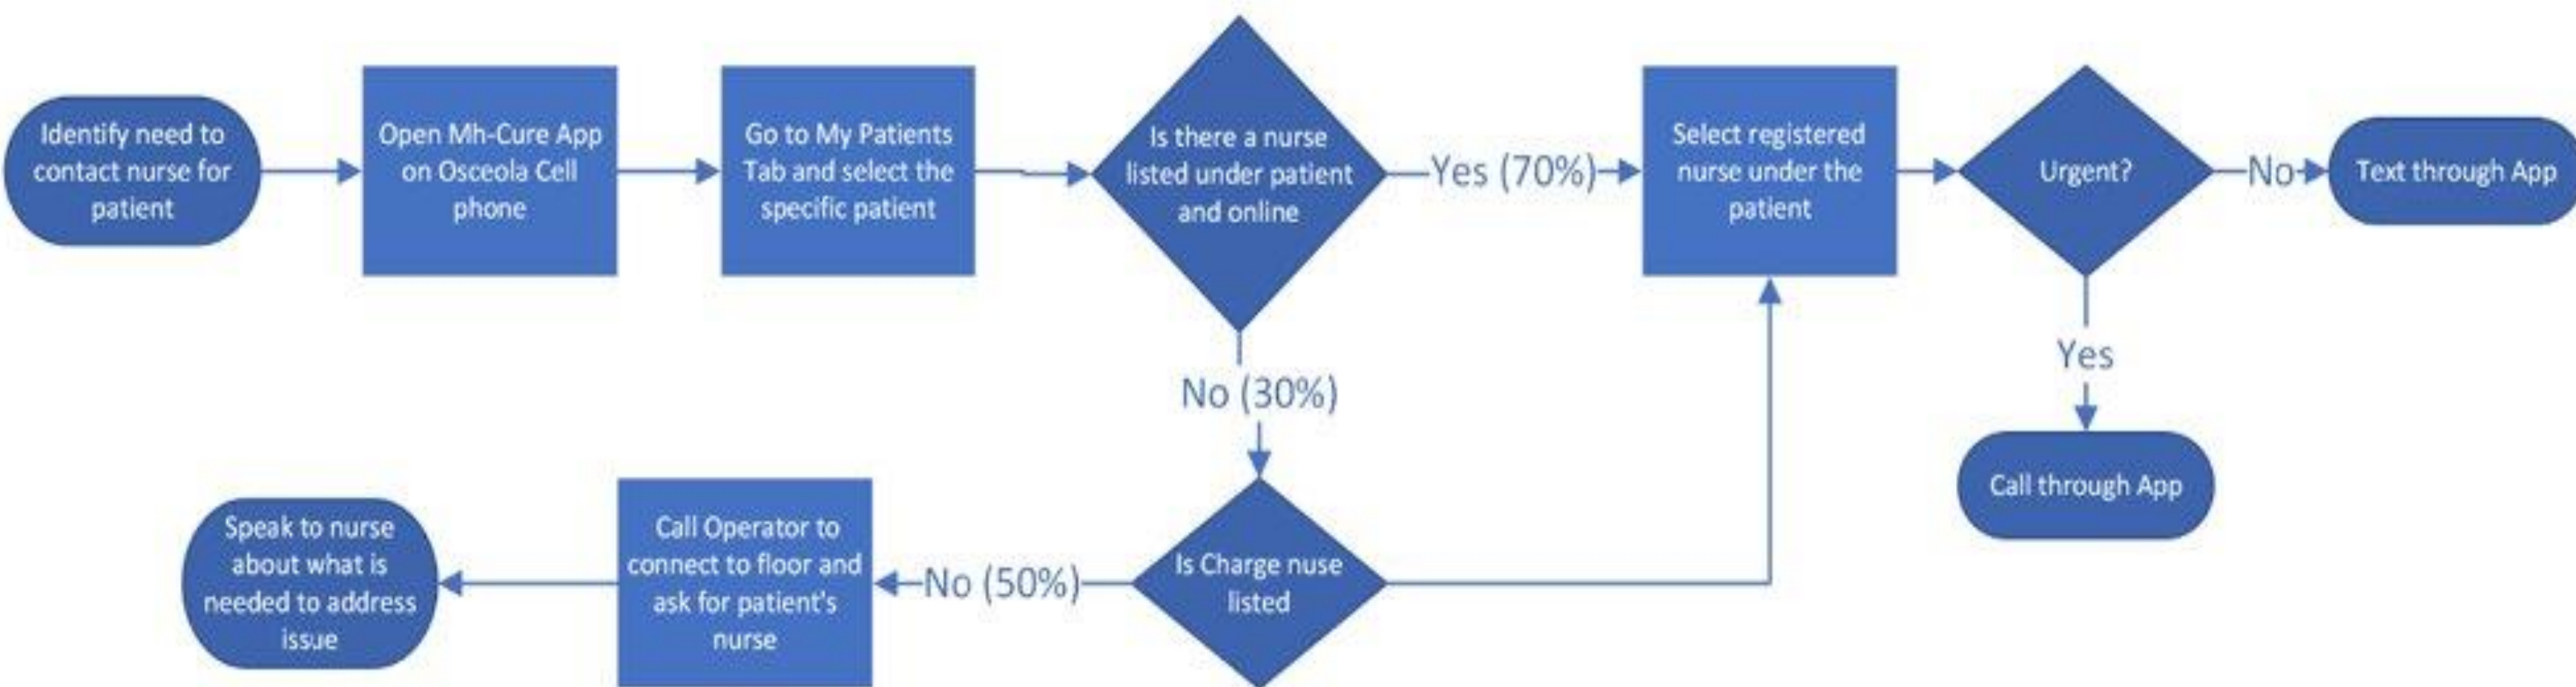 Identify need to
contact nurse for
patient
Open Mh-Cure App
on Osceola Cell
phone
Go to My Patients
Tab and select the
specific patient
Is there a nurse
listed under patient
and online
Yes (70%)
Select registered
nurse under the
patient
Urgent?
No
Text through App
Yes
Call through App
No (30%)
Is Charge nuse
listed
No (50%)
Call Operator to
connect to floor and
ask for patient's
nurse
Speak to nurse
about what is
needed to address
issue